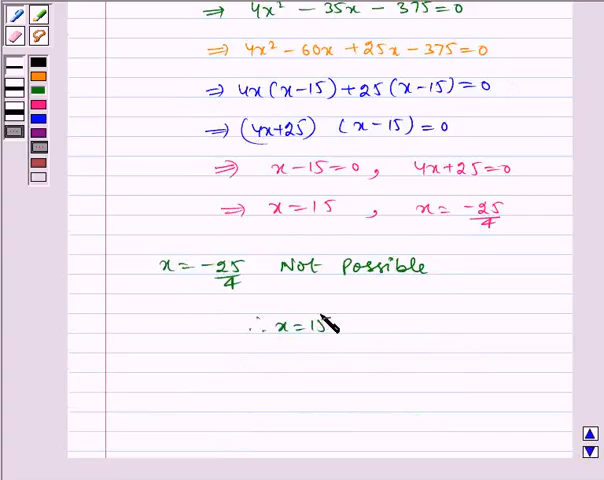 ⇒ 4x² - 35x - 375 = 0
⇒ 4x² - 60x + 25x - 375 = 0
⇒ 4x(x-15) + 25(x-15) = 0
⇒ (4x+25) (x-15) = 0
⇒ x-15=0, 4x+25=0
⇒ x=15, x = -25/4
x = -25/4 Not Possible
∴ x=15